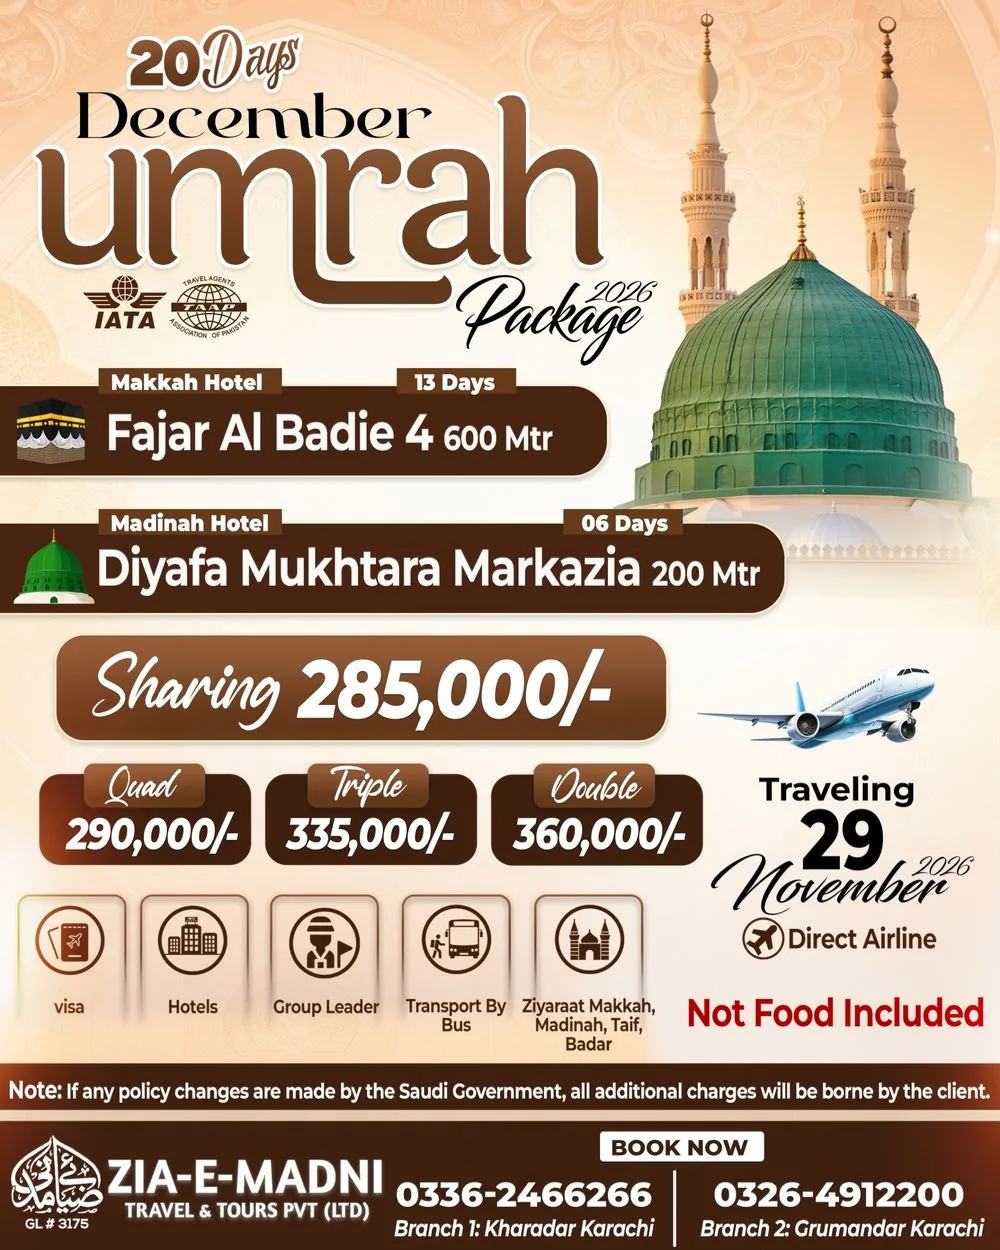 20 Days
December
umrah
Package 2026
IATA
TRAVEL AGENTS
TAAP
ASSOCIATION OF PAKISTAN
Makkah Hotel 13 Days
Fajar Al Badie 4 600 Mtr
Madinah Hotel 06 Days
Diyafa Mukhtara Markazia 200 Mtr
Sharing 285,000/-
Quad Triple Double
290,000/- 335,000/- 360,000/-
Traveling
29
November 2026
Direct Airline
visa
Hotels
Group Leader
Transport By
Bus
Ziyaraat Makkah,
Madinah, Taif,
Badar
Not Food Included
Note: If any policy changes are made by the Saudi Government, all additional charges will be borne by the client.
ضیائے مدنی
GL # 3175
ZIA-E-MADNI
TRAVEL & TOURS PVT (LTD)
BOOK NOW
0336-2466266
Branch 1: Kharadar Karachi
0326-4912200
Branch 2: Grumandar Karachi